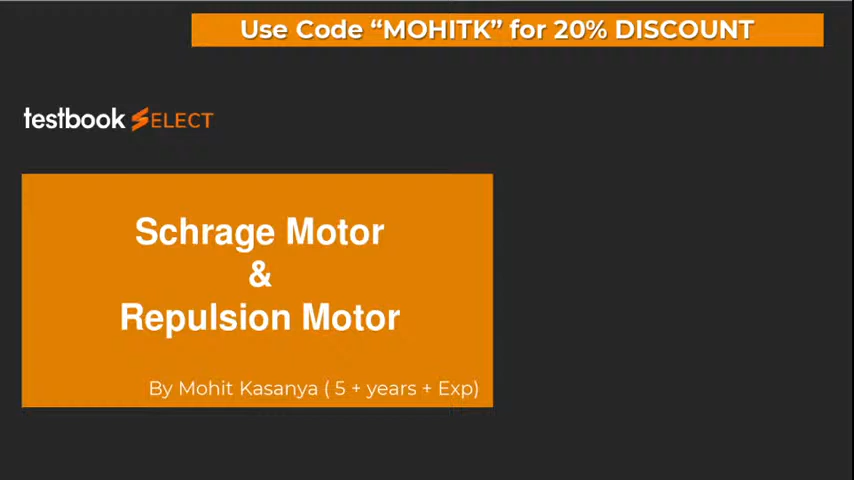 Use Code “MOHITK” for 20% DISCOUNT
testbook SELECT
Schrage Motor
&
Repulsion Motor
By Mohit Kasanya ( 5 + years + Exp)